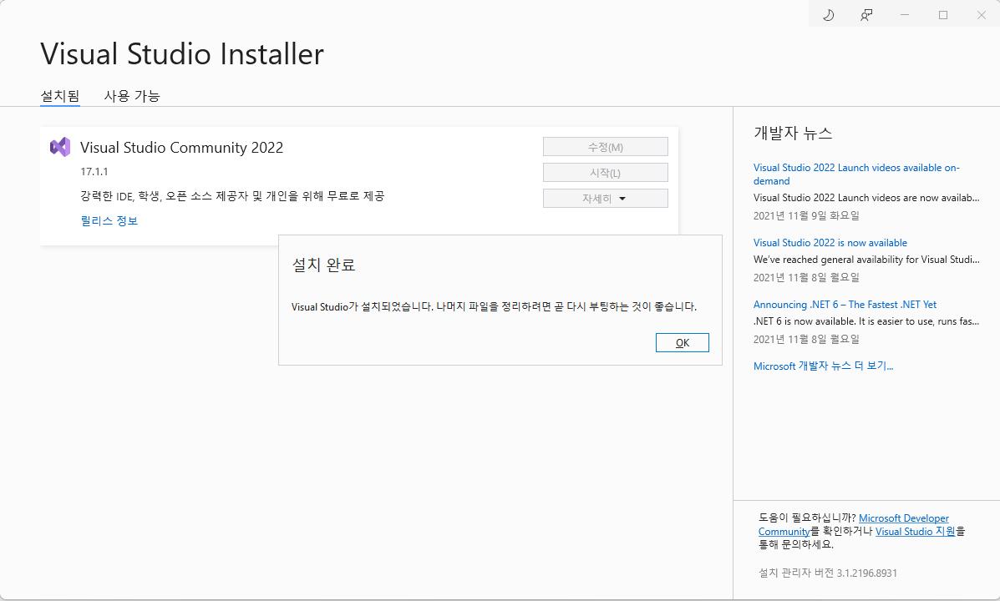 Visual Studio Installer
설치됨
사용 가능
Visual Studio Community 2022
17.1.1
강력한 IDE, 학생, 오픈 소스 제공자 및 개인을 위해 무료로 제공
릴리스 정보
수정(M)
시작(L)
자세히
설치 완료
Visual Studio가 설치되었습니다. 나머지 파일을 정리하려면 곧 다시 부팅하는 것이 좋습니다.
OK
개발자 뉴스
Visual Studio 2022 Launch videos available on-
demand
Visual Studio 2022 Launch videos are now availab...
2021년 11월 9일 화요일
Visual Studio 2022 is now available
We've reached general availability for Visual Studi...
2021년 11월 8일 월요일
Announcing .NET 6 – The Fastest .NET Yet
.NET 6 is now available. It is easier to use, runs fas...
2021년 11월 8일 월요일
Microsoft 개발자 뉴스 더 보기...
도움이 필요하십니까? Microsoft Developer
Community를 확인하거나 Visual Studio 지원을
통해 문의하세요.
설치 관리자 버전 3.1.2196.8931